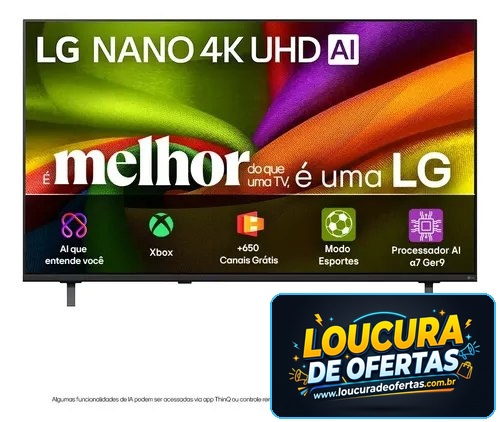 LG NANO 4K UHD AI
É melhor do que uma TV, é uma LG
AI que
entende você
Xbox
+650
Canais Grátis
Modo
Esportes
Processador AI
α7 Ger9
LG
LOUCURA
DE OFERTAS
www.loucuradeofertas.com.br
Algumas funcionalidades de IA podem ser acessadas via app ThinQ ou controle rem